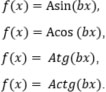 f(x) = Asin(bx),
f(x) = Acos (bx),
f(x) = Atg(bx),
f(x) = Actg(bx).